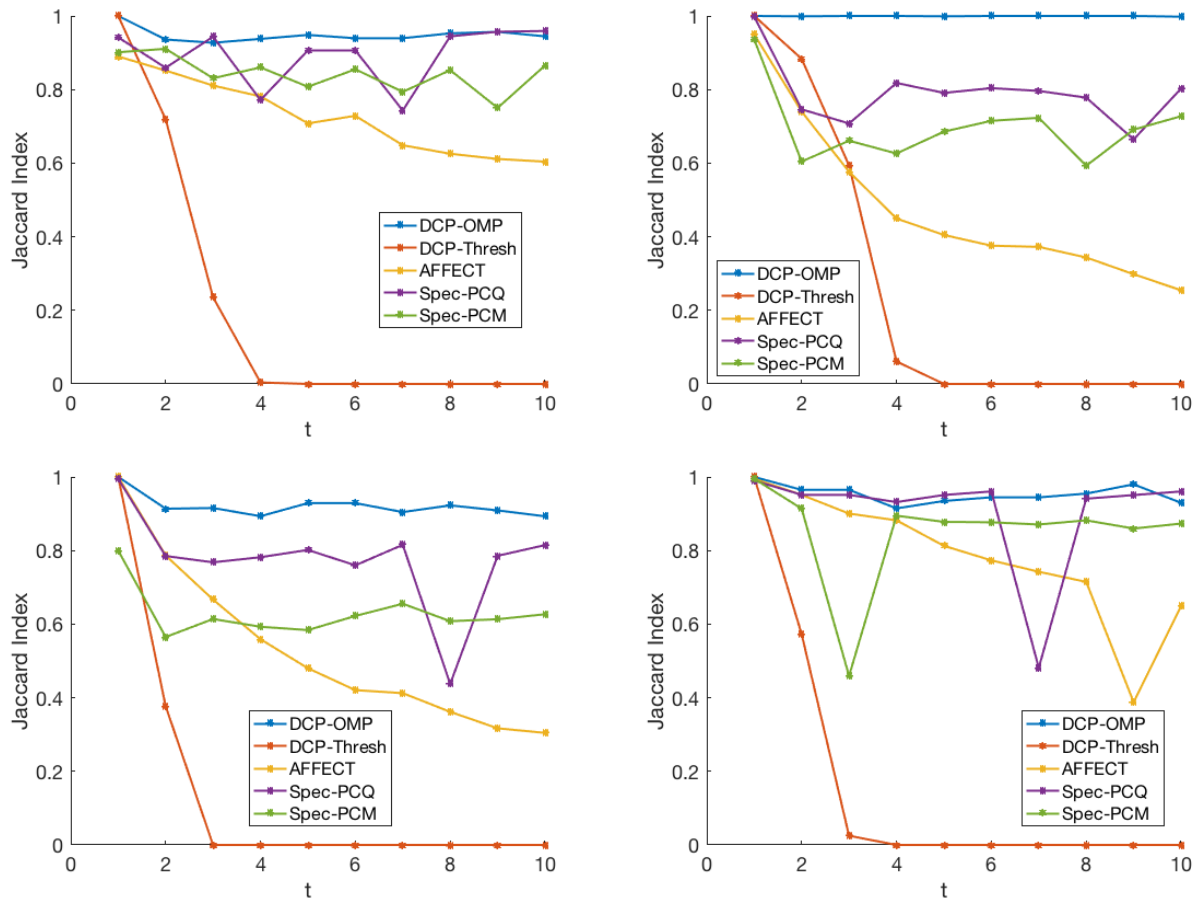 1
0.8
0.6
0.4
0.2
0
Jaccard Index
DCP-OMP
DCP-Thresh
AFFECT
Spec-PCQ
Spec-PCM
0 2 4 6 8 10
t
1
0.8
0.6
0.4
0.2
0
Jaccard Index
DCP-OMP
DCP-Thresh
AFFECT
Spec-PCQ
Spec-PCM
0 2 4 6 8 10
t
1
0.8
0.6
0.4
0.2
0
Jaccard Index
DCP-OMP
DCP-Thresh
AFFECT
Spec-PCQ
Spec-PCM
0 2 4 6 8 10
t
1
0.8
0.6
0.4
0.2
0
Jaccard Index
DCP-OMP
DCP-Thresh
AFFECT
Spec-PCQ
Spec-PCM
0 2 4 6 8 10
t